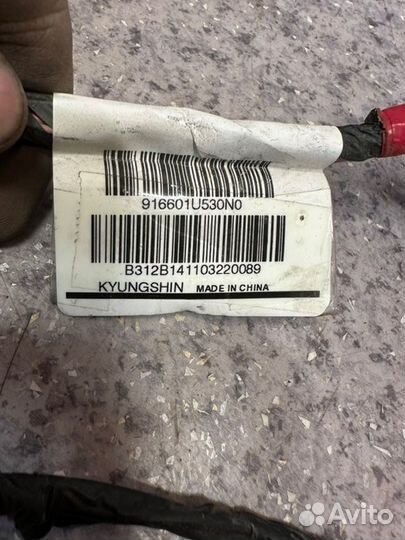 916601U530N0
B312B141103220089
KYUNGSHIN MADE IN CHINA
Avito